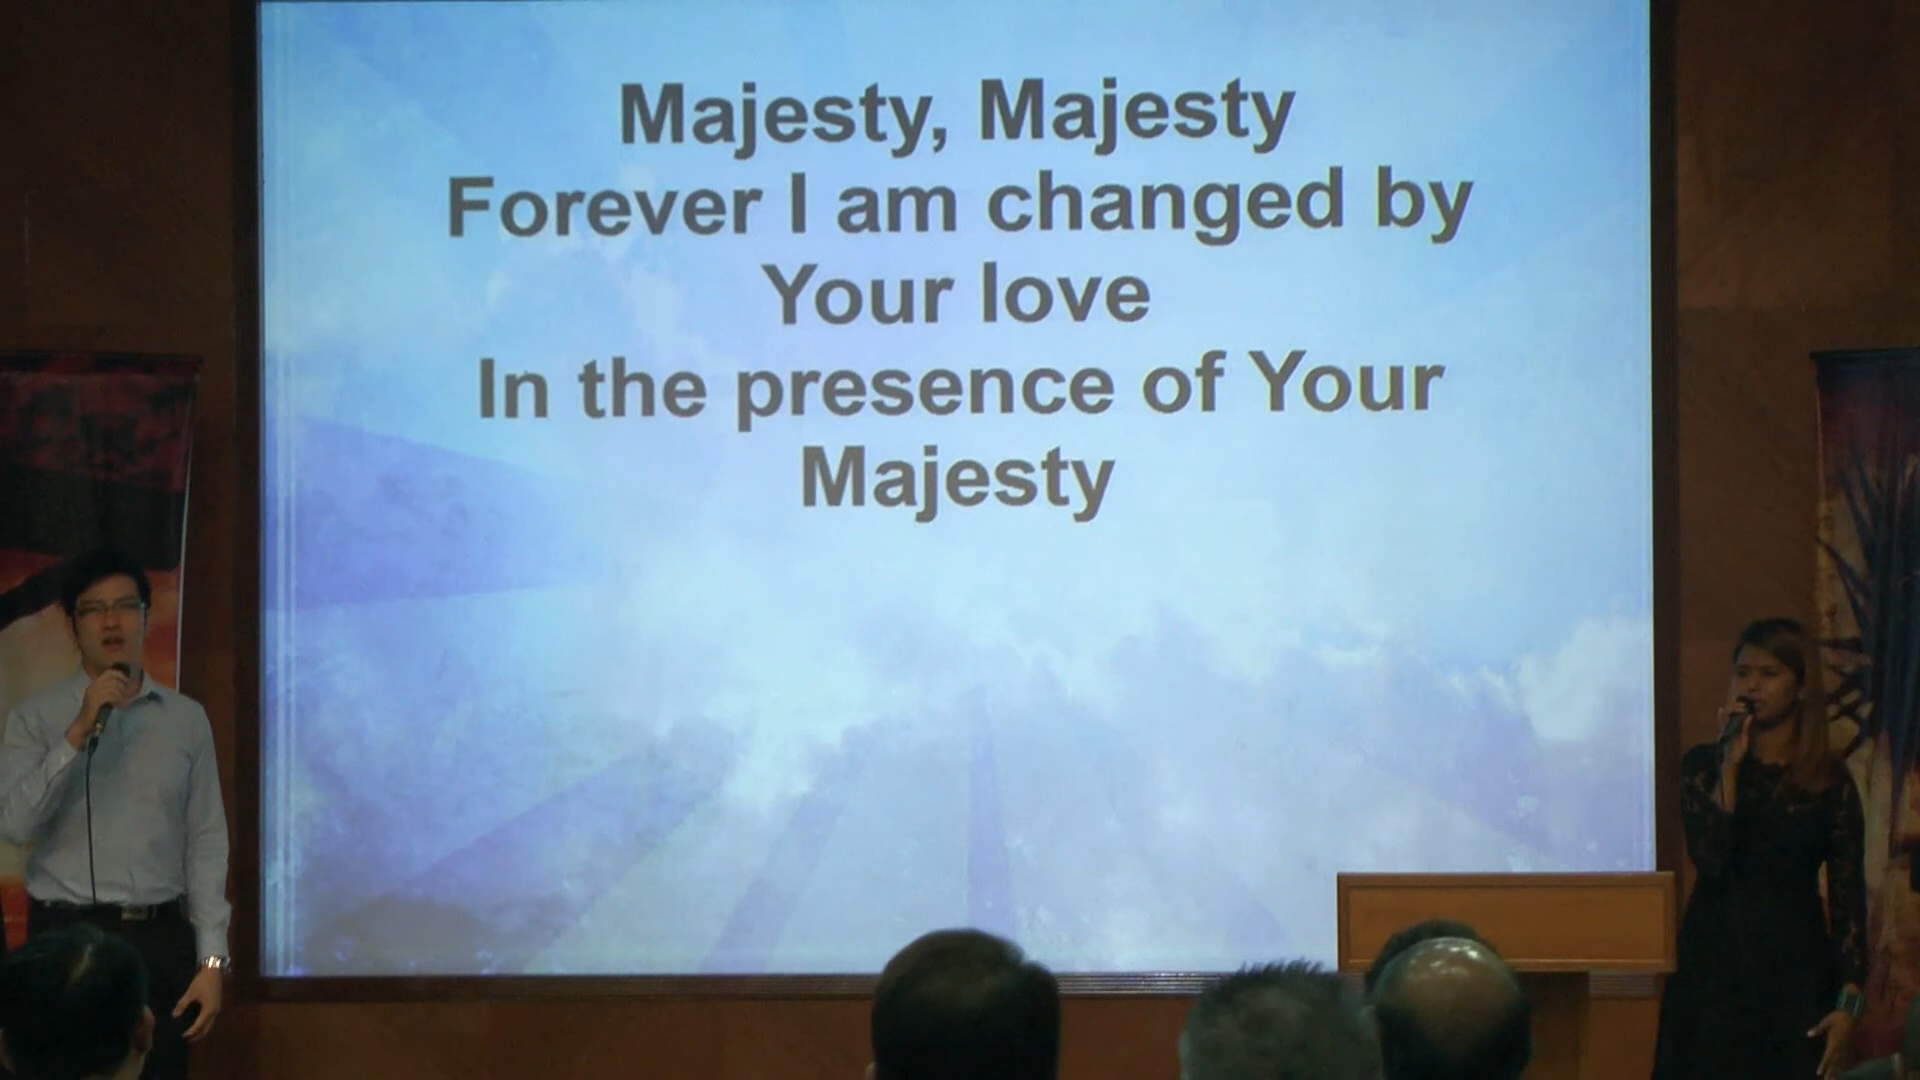 Majesty, Majesty
Forever I am changed by
Your love
In the presence of Your
Majesty